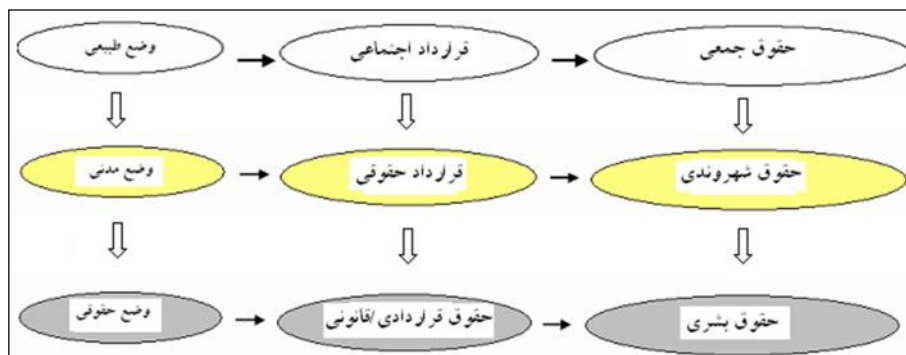 حقوق جمعی
قرارداد اجتماعی
وضع طبیعی
حقوق شهروندی
قرارداد حقوقی
وضع مدنی
حقوق بشری
حقوق قراردادی/قانونی
وضع حقوقی